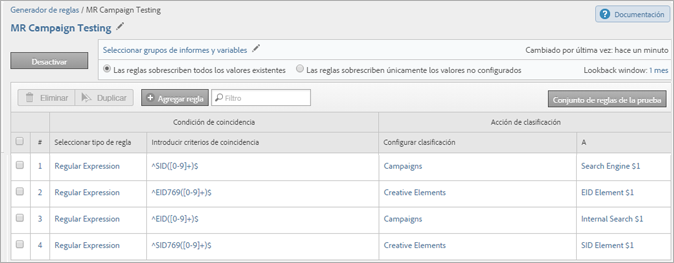 Generador de reglas / MR Campaign Testing
? Documentación
MR Campaign Testing
Desactivar
Seleccionar grupos de informes y variables
Cambiado por última vez: hace un minuto
Las reglas sobrescriben todos los valores existentes
Las reglas sobrescriben únicamente los valores no configurados
Lookback window: 1 mes
Eliminar
Duplicar
+ Agregar regla
Filtro
Conjunto de reglas de la prueba
Condición de coincidencia
Acción de clasificación
# Seleccionar tipo de regla Introducir criterios de coincidencia Configurar clasificación A
1 Regular Expression ^SID([0-9]+)$ Campaigns Search Engine $1
2 Regular Expression ^EID769([0-9]+)$ Creative Elements EID Element $1
3 Regular Expression ^EID([0-9]+)$ Campaigns Internal Search $1
4 Regular Expression ^SID769([0-9]+)$ Creative Elements SID Element $1